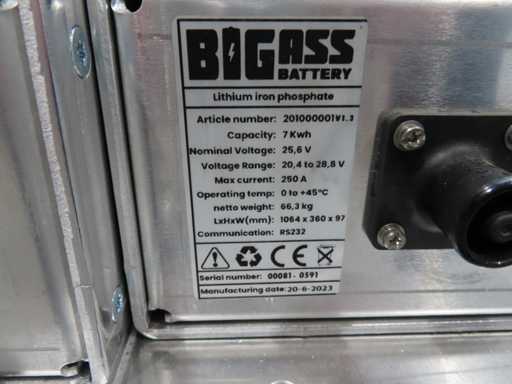 BIGASS
BATTERY
Lithium iron phosphate
Article number: 201000001V1.3
Capacity: 7 Kwh
Nominal Voltage: 25,6 V
Voltage Range: 20,4 to 28,8 V
Max current: 250 A
Operating temp: 0 to +45°C
netto weight: 66,3 kg
LxHxW(mm): 1064 x 360 x 97
Communication: RS232
CE
Serial number: 00081- 0591
Manufacturing date: 20-6-2023